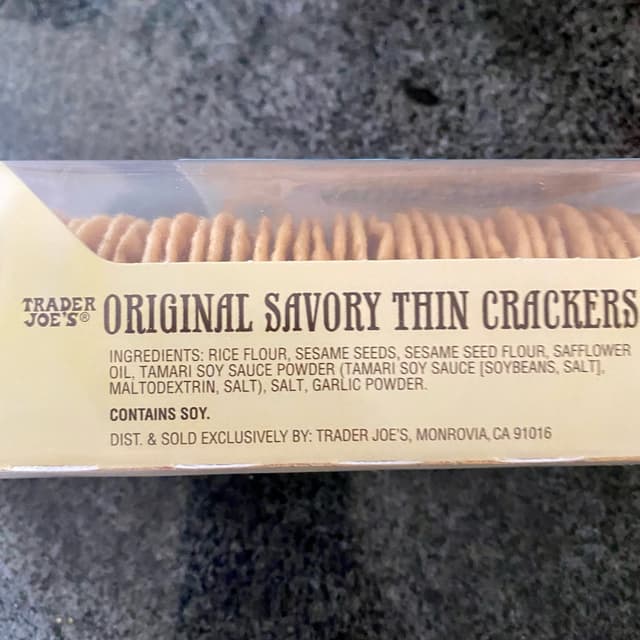 TRADER JOE'S® ORIGINAL SAVORY THIN CRACKERS
INGREDIENTS: RICE FLOUR, SESAME SEEDS, SESAME SEED FLOUR, SAFFLOWER
OIL, TAMARI SOY SAUCE POWDER (TAMARI SOY SAUCE [SOYBEANS, SALT],
MALTODEXTRIN, SALT), SALT, GARLIC POWDER.
CONTAINS SOY.
DIST. & SOLD EXCLUSIVELY BY: TRADER JOE'S, MONROVIA, CA 91016